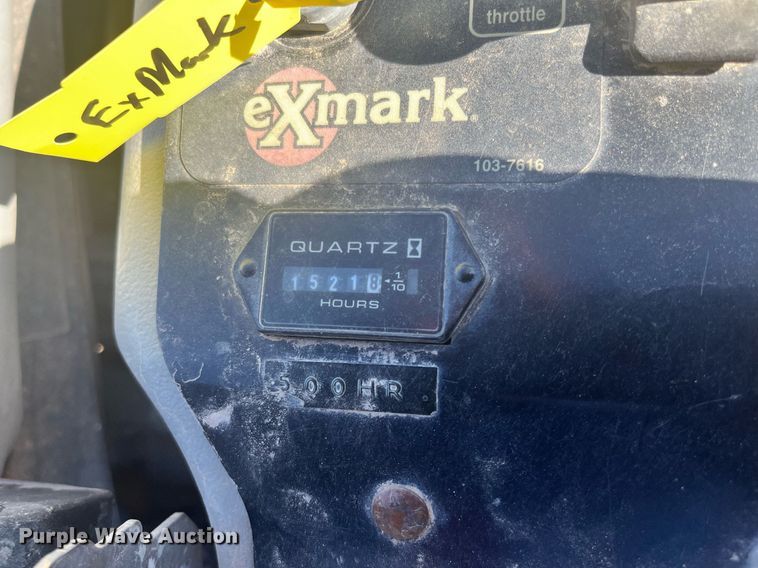 throttle
ExMark
eXmark
103-7616
QUARTZ
15218 1/10
HOURS
500HR
Purple Wave Auction